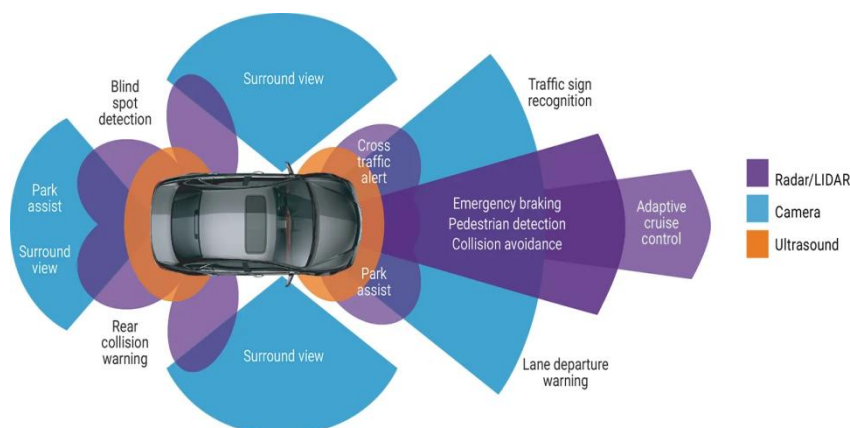 Surround view
Blind
spot
detection
Traffic sign
recognition
Cross
traffic
alert
Park
assist
Surround
view
Emergency braking
Pedestrian detection
Collision avoidance
Adaptive
cruise
control
Radar/LIDAR
Camera
Ultrasound
Park
assist
Rear
collision
warning
Surround view
Lane departure
warning